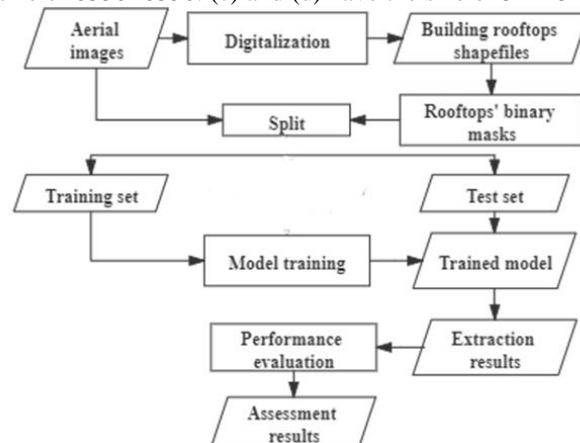 Aerial
images
Digitalization
Building rooftops
shapefiles
Split
Rooftops' binary
masks
Training set
Test set
Model training
Trained model
Performance
evaluation
Extraction
results
Assessment
results